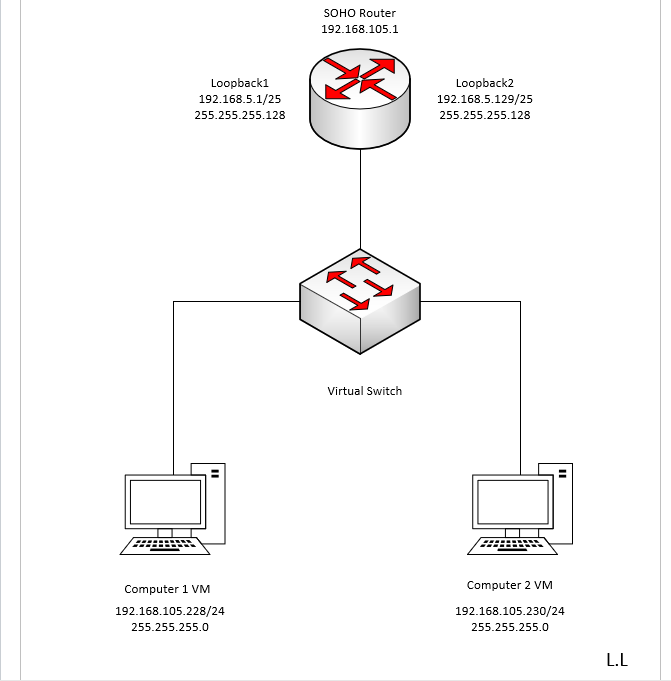 SOHO Router
192.168.105.1
Loopback1
192.168.5.1/25
255.255.255.128
Loopback2
192.168.5.129/25
255.255.255.128
Virtual Switch
Computer 1 VM
192.168.105.228/24
255.255.255.0
Computer 2 VM
192.168.105.230/24
255.255.255.0
L.L